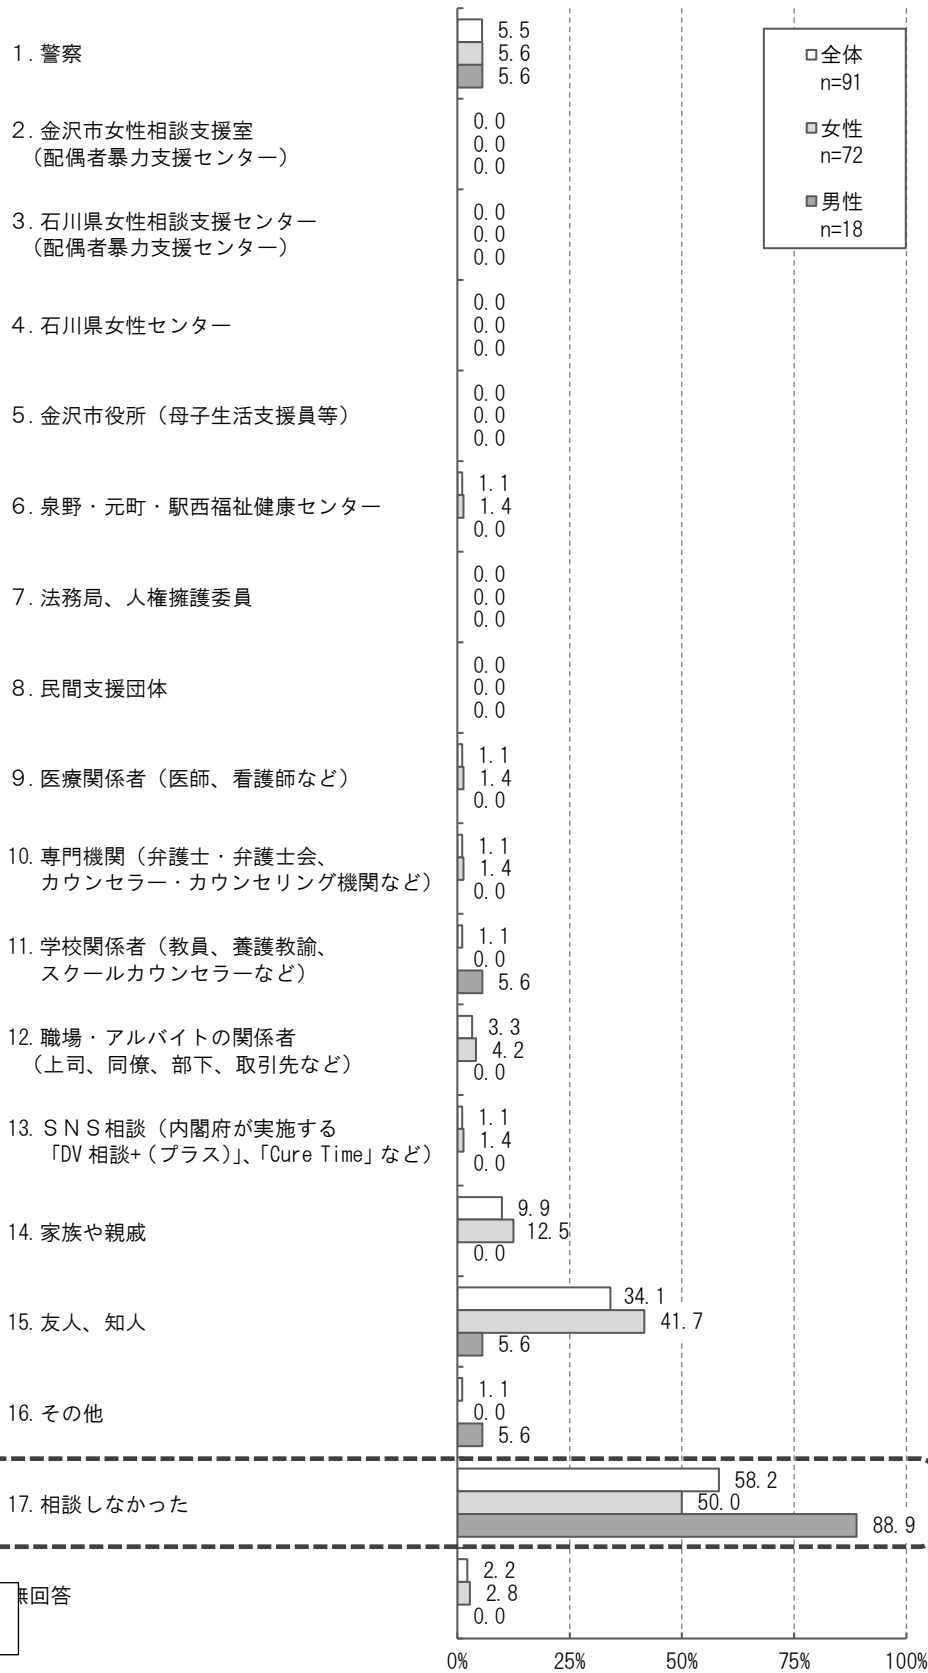 1. 警察
5.5
5.6
5.6
□全体
n=91
女性
n=72
男性
n=18
2. 金沢市女性相談支援室
（配偶者暴力支援センター）
0.0
0.0
0.0
3. 石川県女性相談支援センター
（配偶者暴力支援センター）
0.0
0.0
0.0
4. 石川県女性センター
0.0
0.0
0.0
5. 金沢市役所（母子生活支援員等）
0.0
0.0
0.0
6. 泉野・元町・駅西福祉健康センター
1.1
1.4
0.0
7. 法務局、人権擁護委員
0.0
0.0
0.0
8. 民間支援団体
0.0
0.0
0.0
9. 医療関係者（医師、看護師など）
1.1
1.4
0.0
10. 専門機関（弁護士・弁護士会、
カウンセラー・カウンセリング機関など）
1.1
1.4
0.0
11. 学校関係者（教員、養護教諭、
スクールカウンセラーなど）
1.1
0.0
5.6
12. 職場・アルバイトの関係者
（上司、同僚、部下、取引先など）
3.3
4.2
0.0
13. ＳＮＳ相談（内閣府が実施する
「DV相談+（プラス）」、「Cure Time」など）
1.1
1.4
0.0
14. 家族や親戚
9.9
12.5
0.0
15. 友人、知人
34.1
41.7
5.6
16. その他
1.1
0.0
5.6
17. 相談しなかった
58.2
50.0
88.9
回答
2.2
2.8
0.0
0% 25% 50% 75% 100%